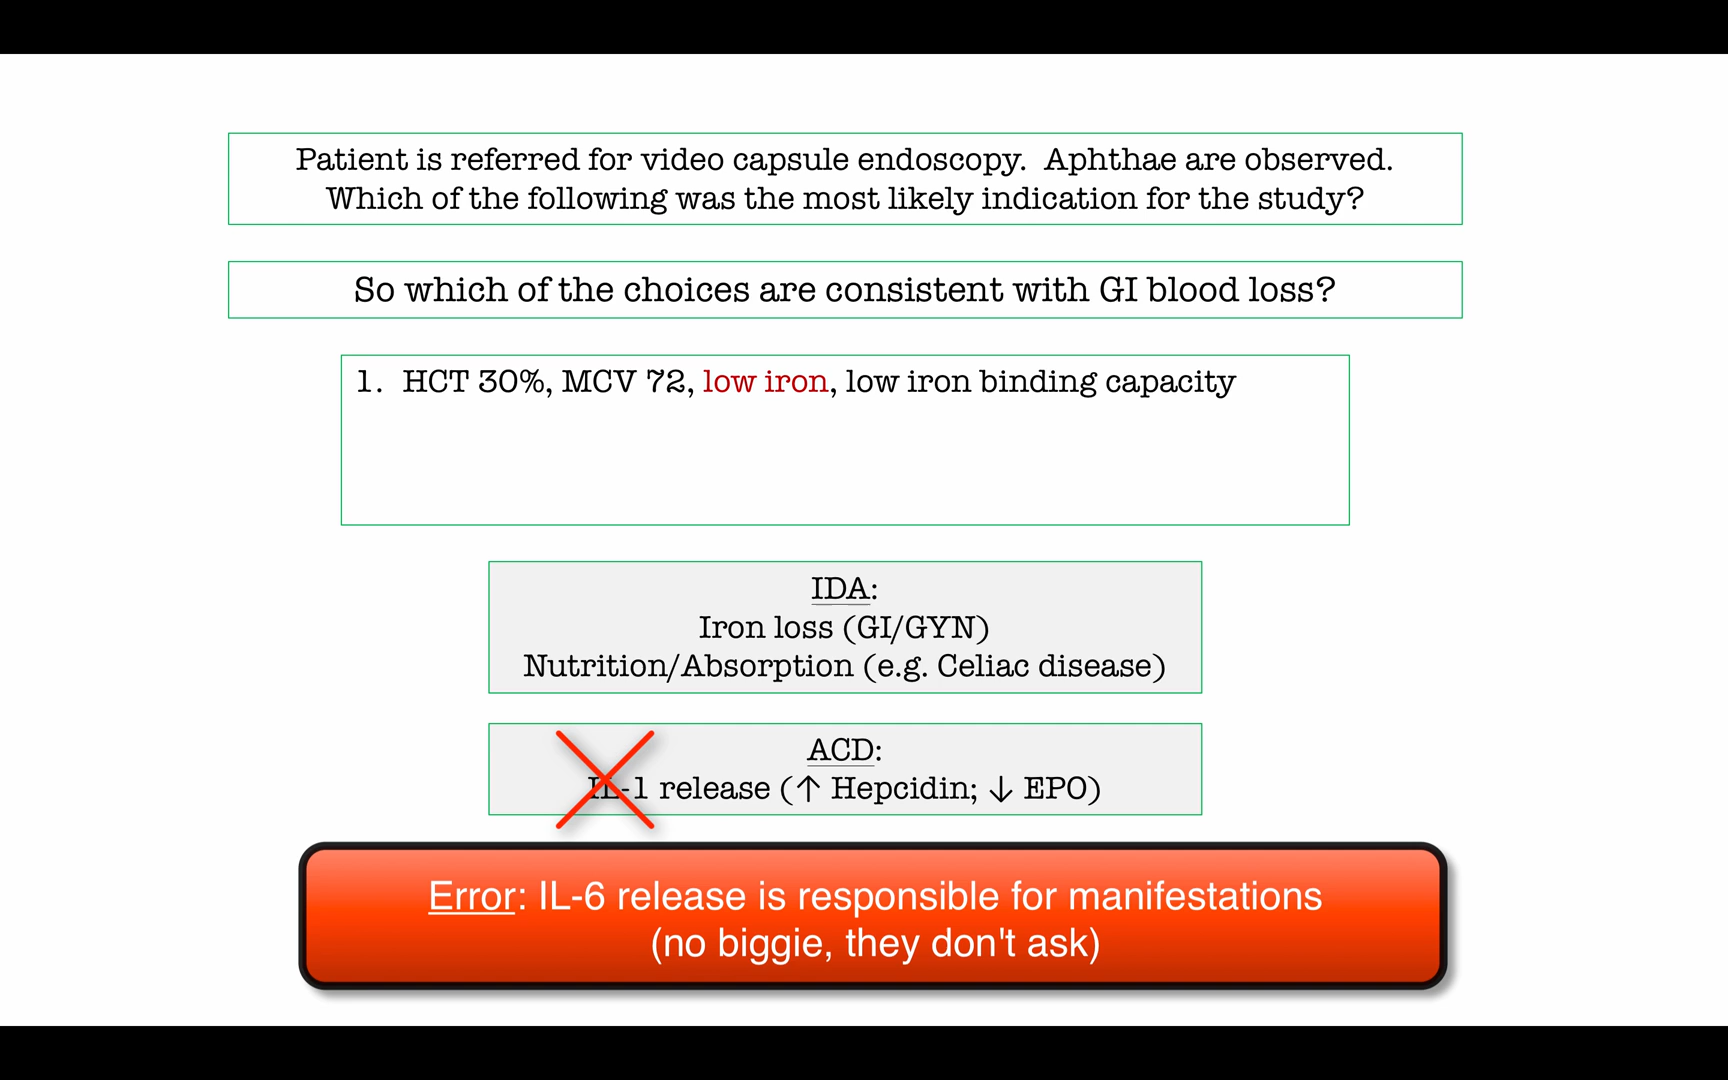 Patient is referred for video capsule endoscopy.  Aphthae are observed.
Which of the following was the most likely indication for the study?
So which of the choices are consistent with GI blood loss?
1. HCT 30%, MCV 72, low iron, low iron binding capacity
IDA:
Iron loss (GI/GYN)
Nutrition/Absorption (e.g. Celiac disease)
ACD:
IL-1 release (↑ Hepcidin; ↓ EPO)
Error: IL-6 release is responsible for manifestations
(no biggie, they don't ask)